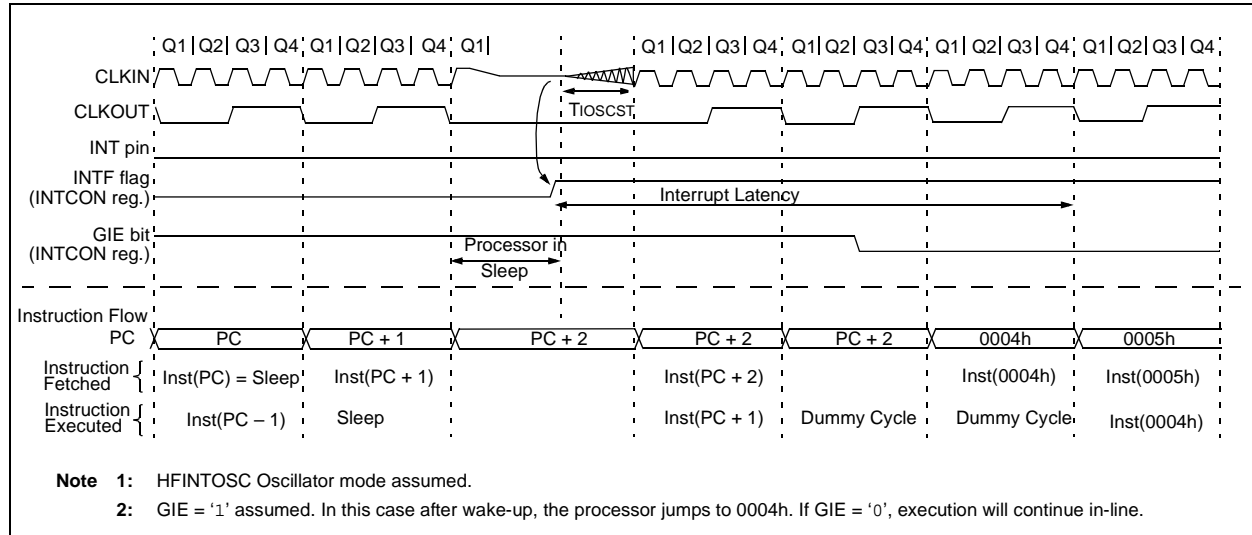 Q1 Q2 Q3 Q4 Q1 Q2 Q3 Q4 Q1 Q1 Q2 Q3 Q4 Q1 Q2 Q3 Q4 Q1 Q2 Q3 Q4 Q1 Q2 Q3 Q4
CLKIN
TIOSCST
CLKOUT
INT pin
INTF flag
(INTCON reg.)
Interrupt Latency
GIE bit
(INTCON reg.)
Processor in
Sleep
Instruction Flow
PC PC PC + 1 PC + 2 PC + 2 PC + 2 0004h 0005h
Instruction
Fetched
Inst(PC) = Sleep Inst(PC + 1) Inst(PC + 2) Inst(0004h) Inst(0005h)
Instruction
Executed
Inst(PC – 1) Sleep Inst(PC + 1) Dummy Cycle Dummy Cycle Inst(0004h)
Note 1: HFINTOSC Oscillator mode assumed.
2: GIE = ‘1’ assumed. In this case after wake-up, the processor jumps to 0004h. If GIE = ‘0’, execution will continue in-line.